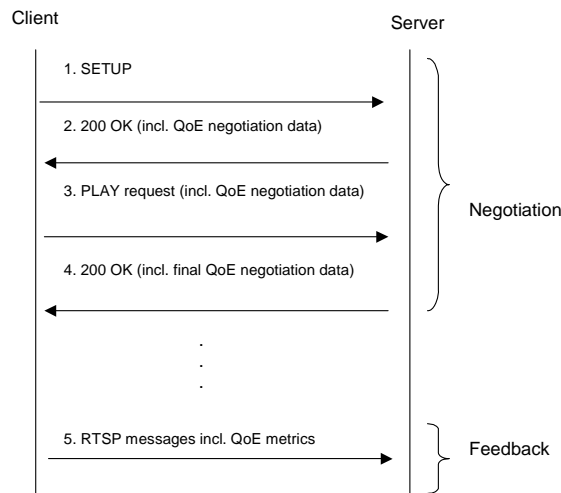 Client
Server
1. SETUP
2. 200 OK (incl. QoE negotiation data)
3. PLAY request (incl. QoE negotiation data)
Negotiation
4. 200 OK (incl. final QoE negotiation data)
.
.
.
5. RTSP messages incl. QoE metrics
Feedback